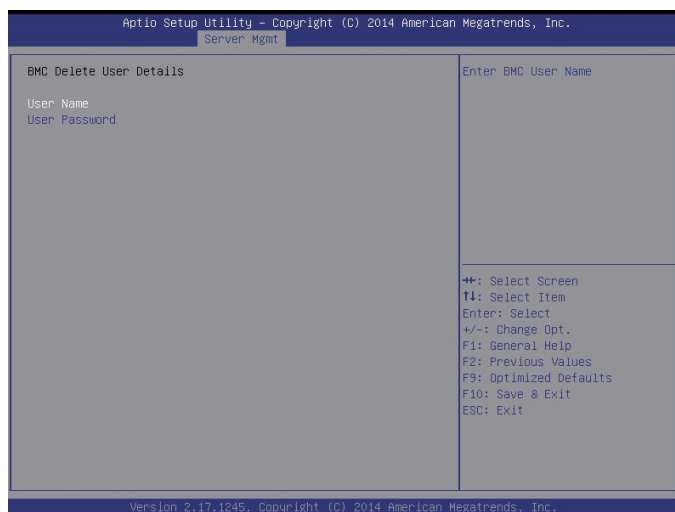 Aptio Setup Utility – Copyright (C) 2014 American Megatrends, Inc.
Server Mgmt
BMC Delete User Details
User Name
User Password
Enter BMC User Name
→←: Select Screen
↑↓: Select Item
Enter: Select
+/-: Change Opt.
F1: General Help
F2: Previous Values
F9: Optimized Defaults
F10: Save & Exit
ESC: Exit
Version 2.17.1245. Copyright (C) 2014 American Megatrends, Inc.